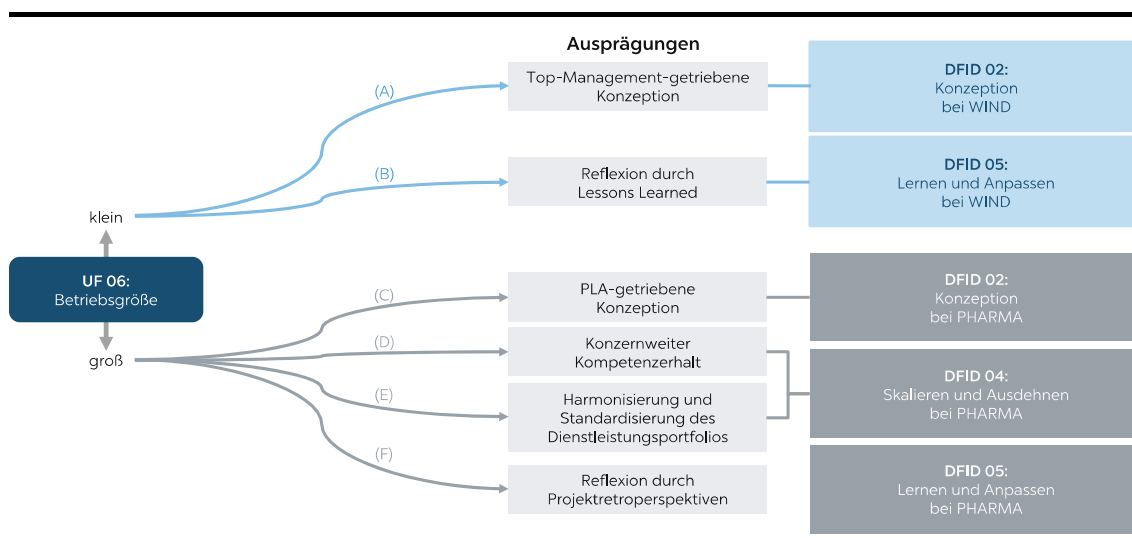 Ausprägungen
(A)
Top-Management-getriebene
Konzeption
DFID 02:
Konzeption
bei WIND
(B)
Reflexion durch
Lessons Learned
DFID 05:
Lernen und Anpassen
bei WIND
klein
UF 06:
Betriebsgröße
groß
(C)
PLA-getriebene
Konzeption
DFID 02:
Konzeption
bei PHARMA
(D)
Konzernweiter
Kompetenzerhalt
(E)
Harmonisierung und
Standardisierung des
Dienstleistungsportfolios
DFID 04:
Skalieren und Ausdehnen
bei PHARMA
(F)
Reflexion durch
Projektretroperspektiven
DFID 05:
Lernen und Anpassen
bei PHARMA